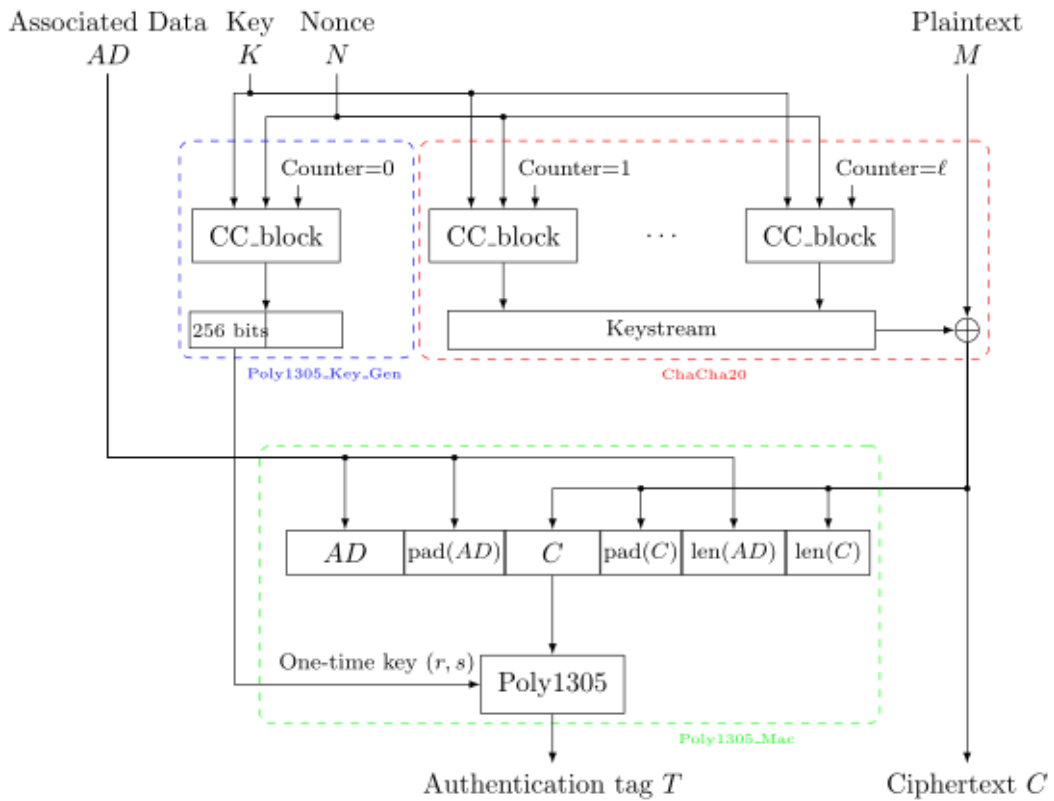 Associated Data Key Nonce Plaintext
AD K N M
Counter=0 Counter=1 Counter=ℓ
CC_block CC_block ... CC_block
256 bits Keystream
Poly1305_Key_Gen ChaCha20
AD pad(AD) C pad(C) len(AD) len(C)
One-time key (r, s)
Poly1305
Poly1305_Mac
Authentication tag T Ciphertext C